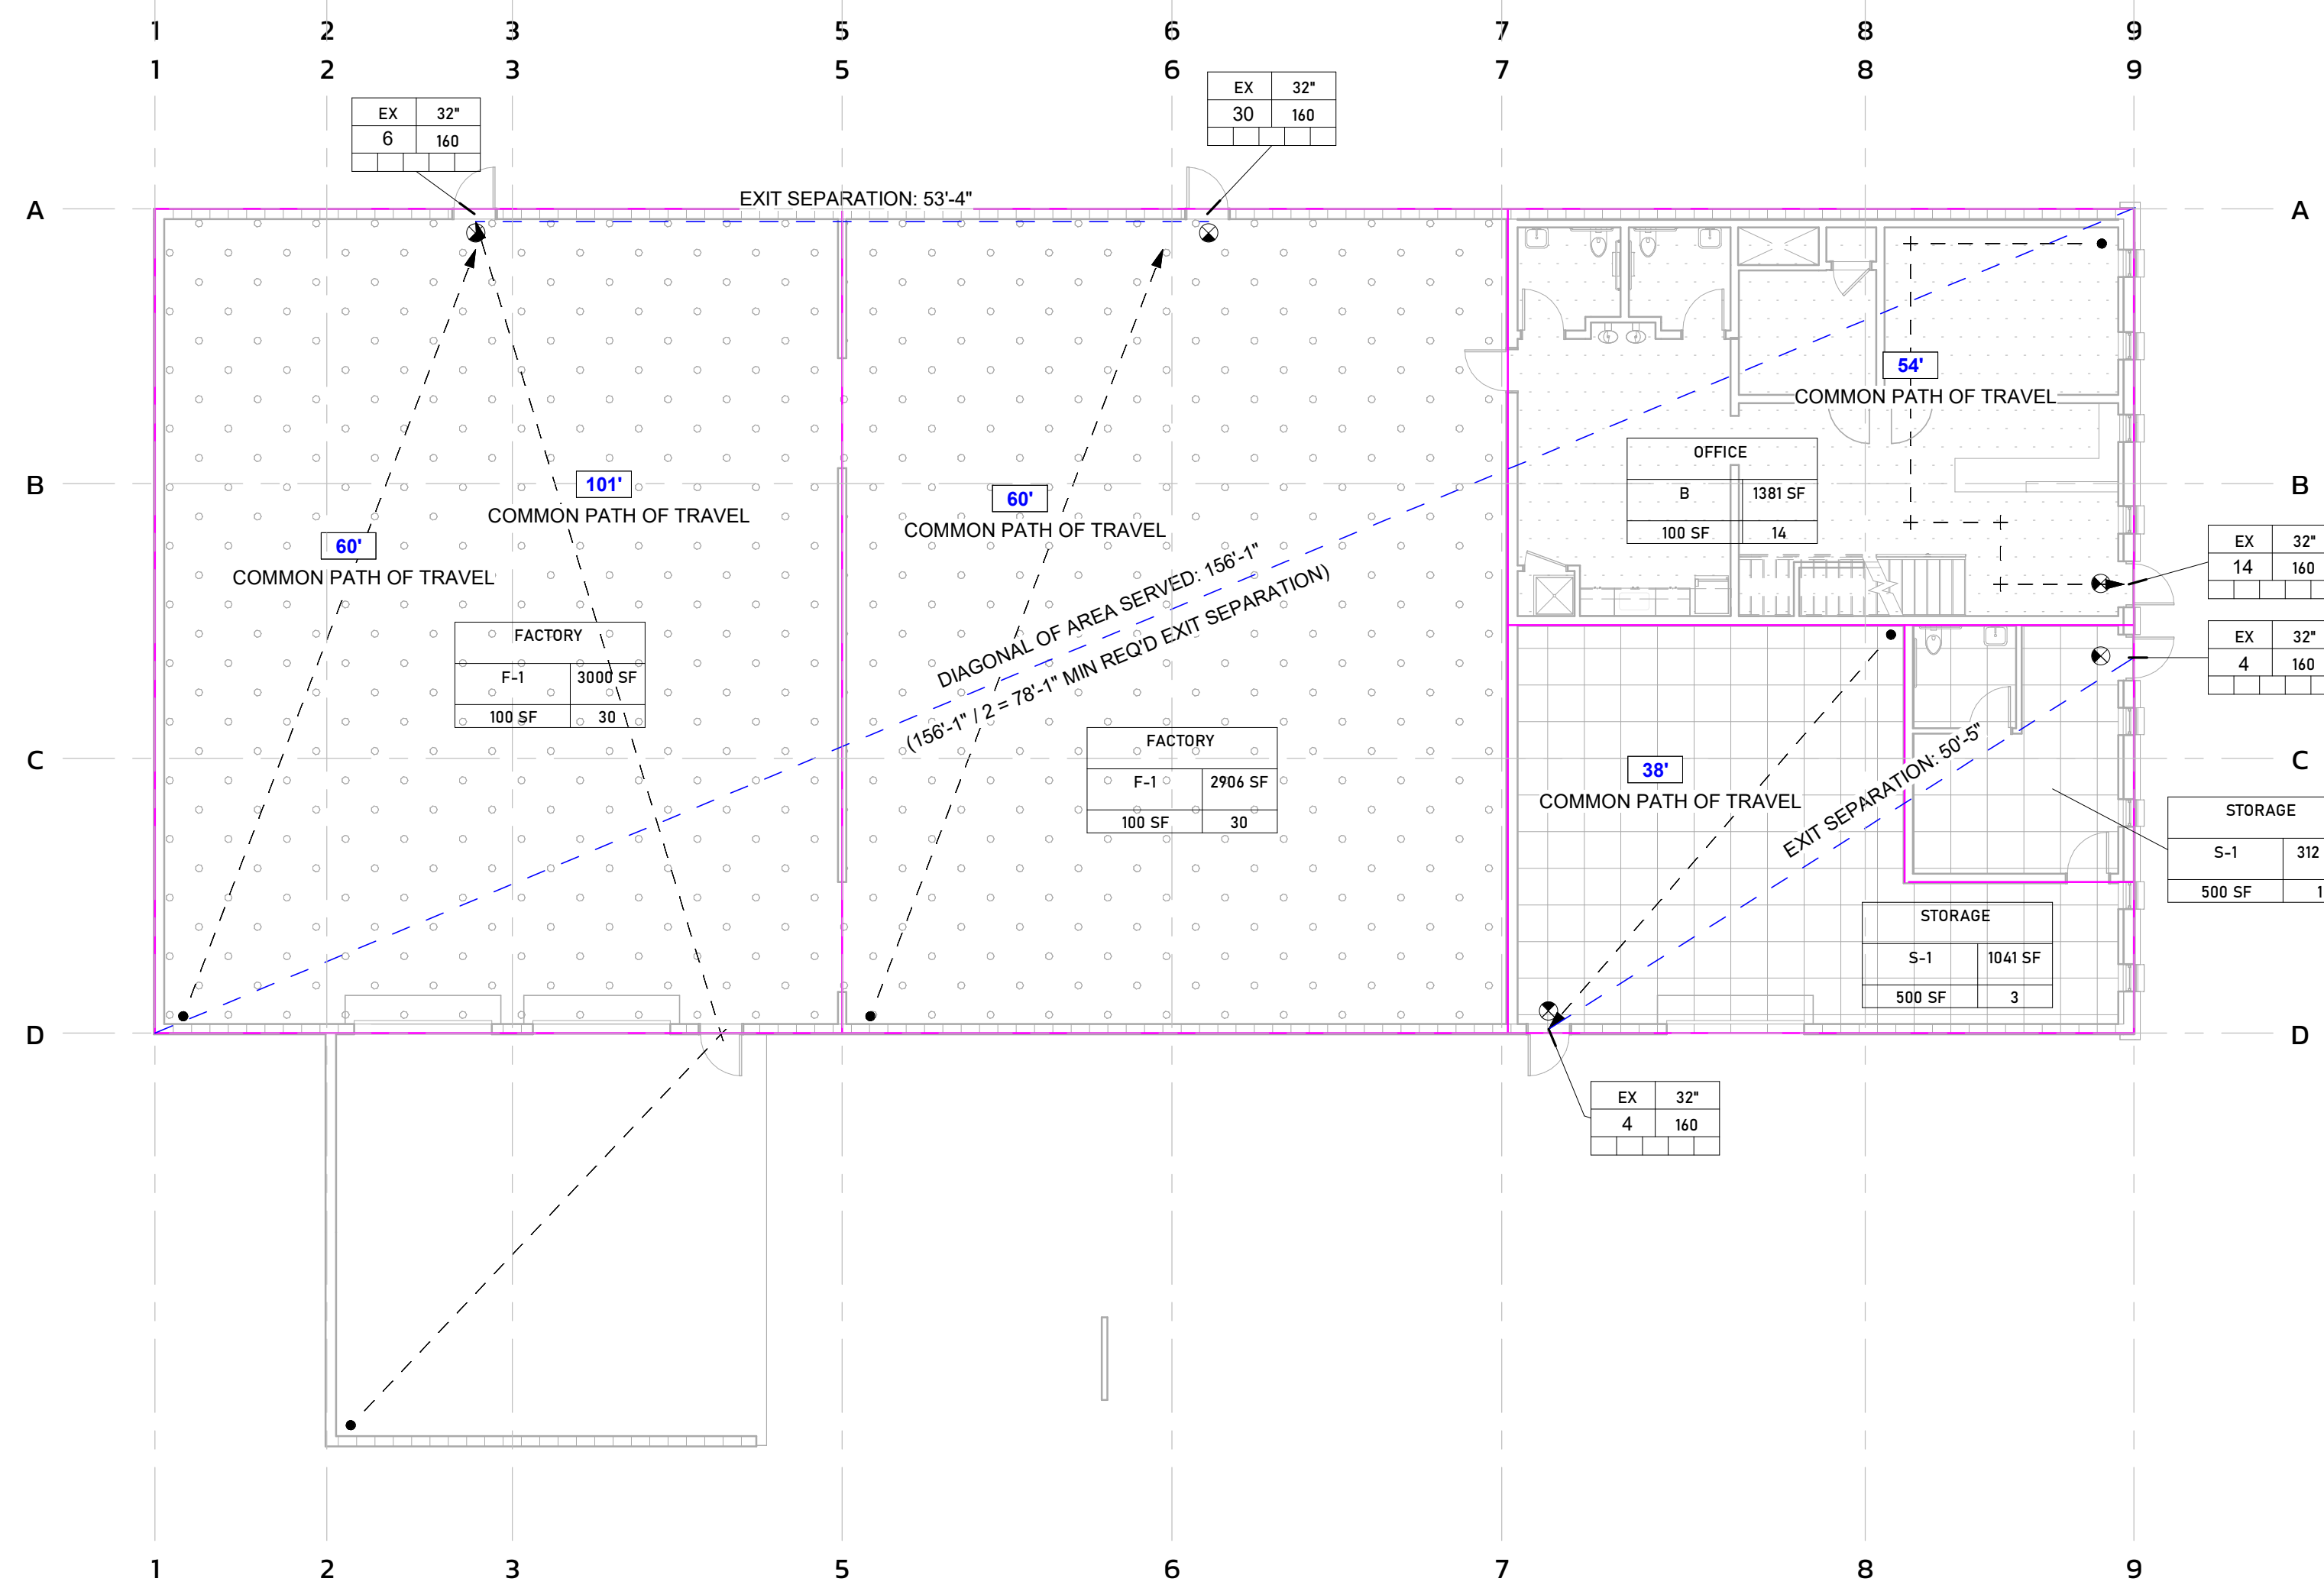 1 2 3 5 6 7 8 9
1 2 3 5 6 7 8 9
EX 32"
30 160
EX 32"
6 160
EXIT SEPARATION: 53'-4"
A A
54'
COMMON PATH OF TRAVEL
OFFICE
B 1381 SF
100 SF 14
B B
101'
COMMON PATH OF TRAVEL
60'
COMMON PATH OF TRAVEL
60'
COMMON PATH OF TRAVEL
EX 32"
14 160
DIAGONAL OF AREA SERVED: 156'-1"
(156'-1" / 2 = 78'-1" MIN REQ'D EXIT SEPARATION)
FACTORY
F-1 3000 SF
100 SF 30
EX 32"
4 160
FACTORY
F-1 2906 SF
100 SF 30
C C
38'
COMMON PATH OF TRAVEL
EXIT SEPARATION: 50'-5"
STORAGE
S-1 312
500 SF 1
STORAGE
S-1 1041 SF
500 SF 3
D D
EX 32"
4 160
1 2 3 5 6 7 8 9